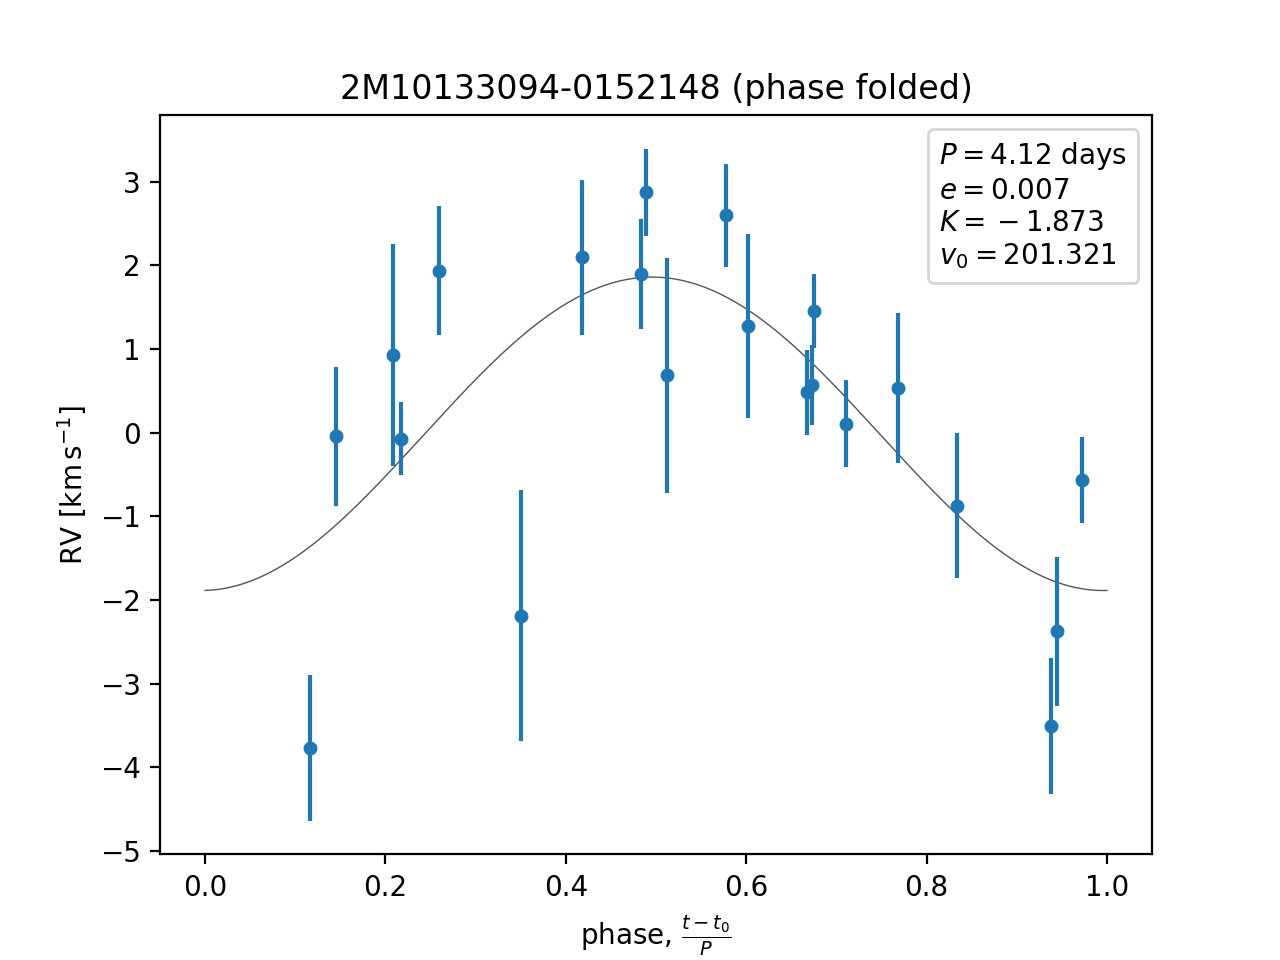 2M10133094-0152148 (phase folded)
P = 4.12 days
e = 0.007
K = −1.873
v₀ = 201.321
3
2
1
0
−1
−2
−3
−4
−5
RV [km s⁻¹]
0.0 0.2 0.4 0.6 0.8 1.0
phase, (t − t₀)/P